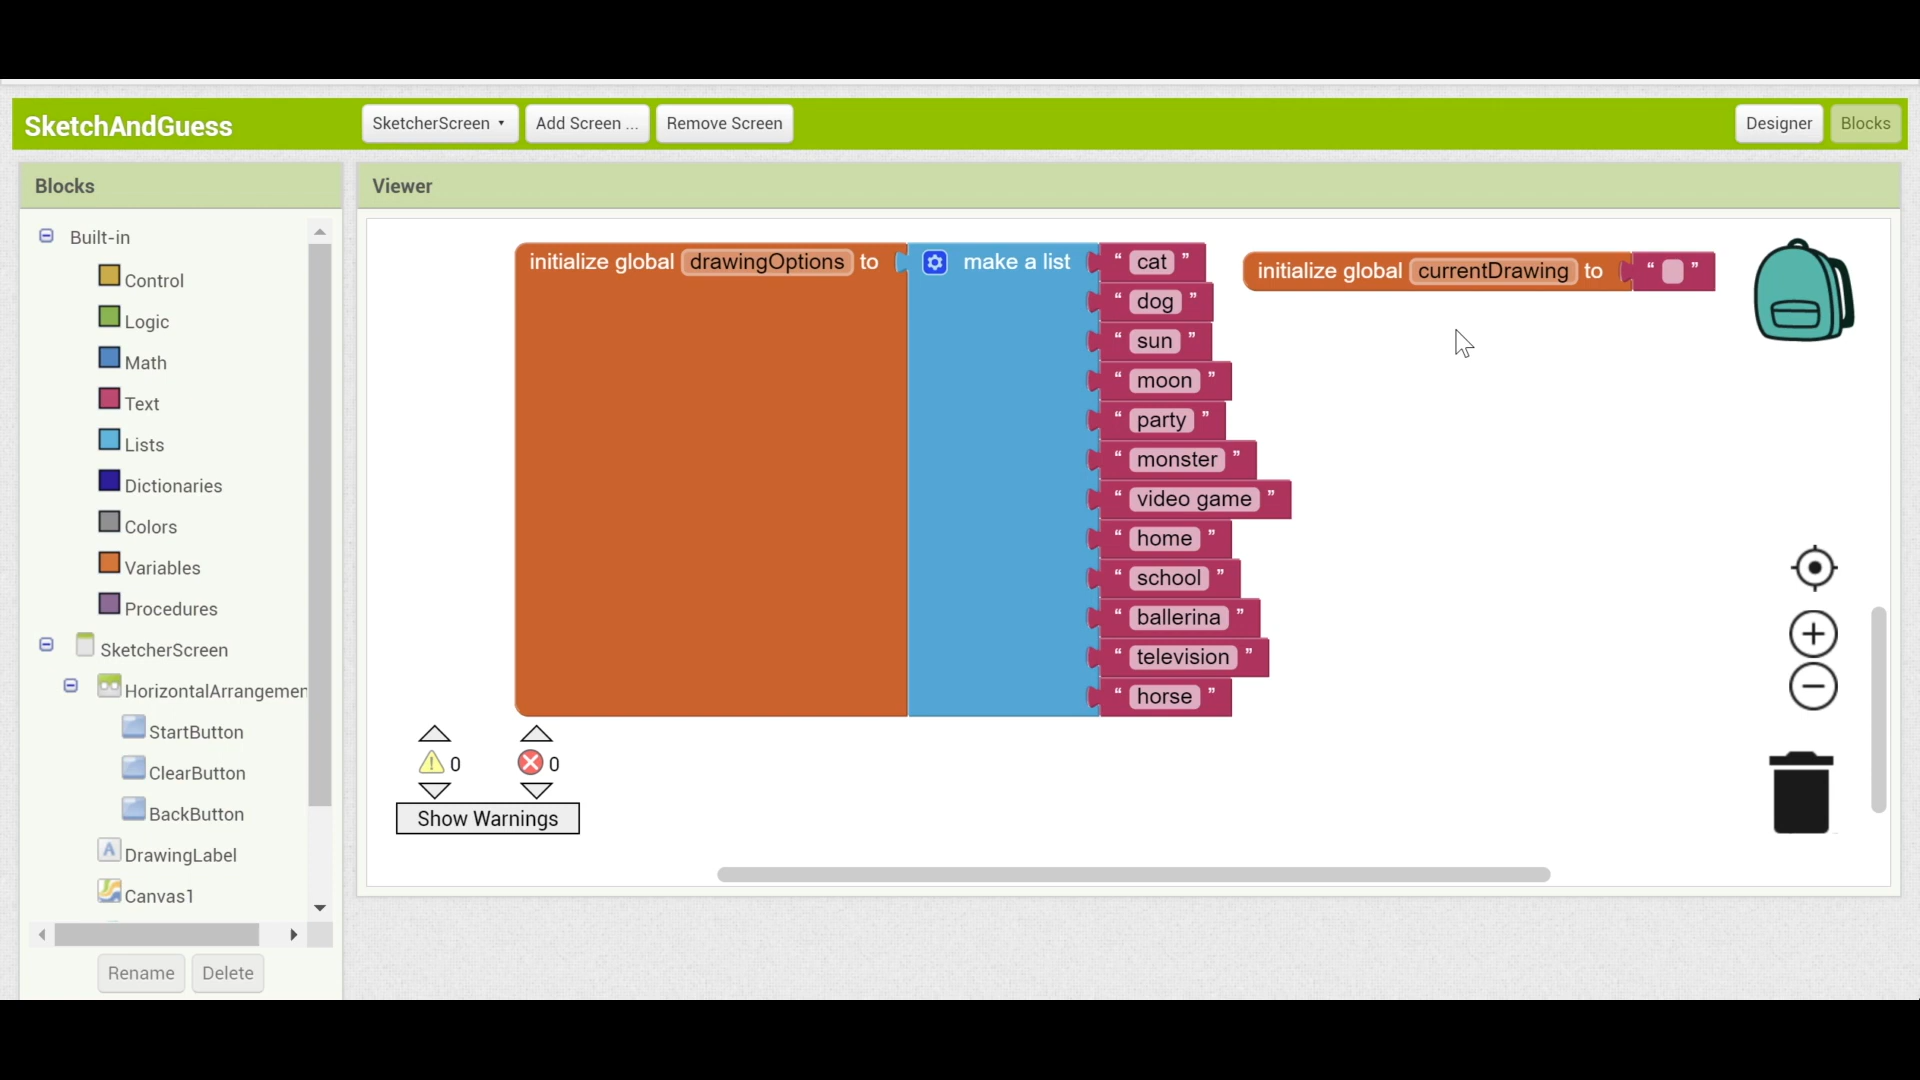 SketchAndGuess
SketcherScreen
Add Screen ...
Remove Screen
Designer
Blocks
Blocks
Viewer
Built-in
Control
Logic
Math
Text
Lists
Dictionaries
Colors
Variables
Procedures
SketcherScreen
HorizontalArrangemen
StartButton
ClearButton
BackButton
DrawingLabel
Canvas1
Rename
Delete
initialize global drawingOptions to
make a list
“ cat ”
“ dog ”
“ sun ”
“ moon ”
“ party ”
“ monster ”
“ video game ”
“ home ”
“ school ”
“ ballerina ”
“ television ”
“ horse ”
initialize global currentDrawing to “ ”
0
0
Show Warnings